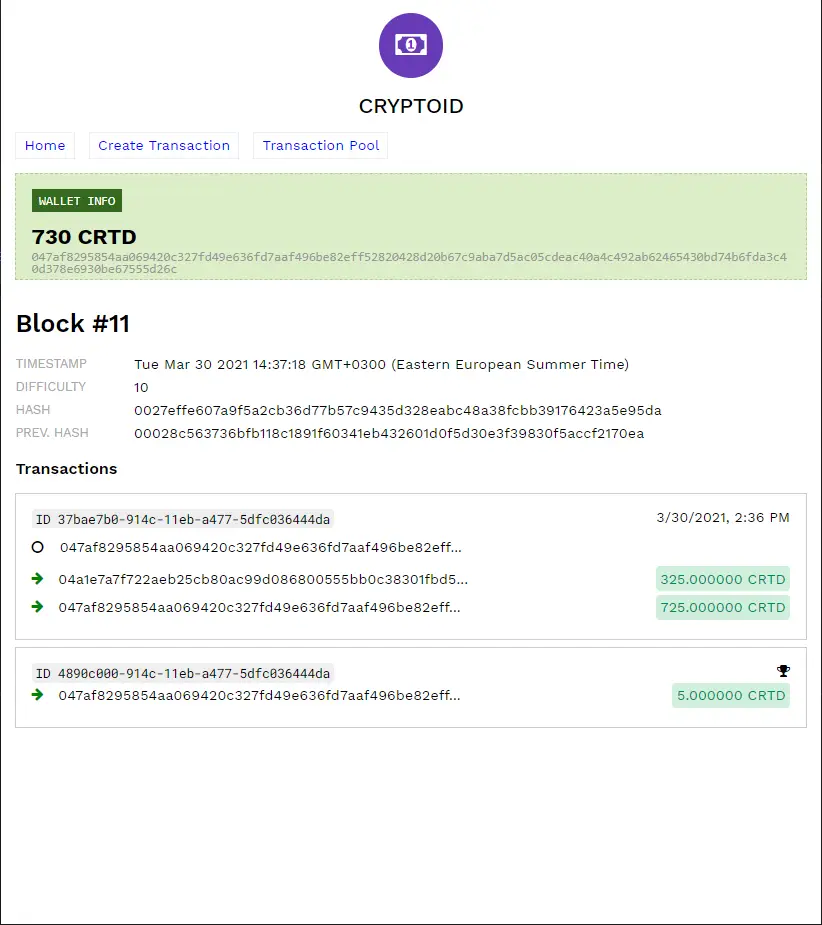 CRYPTOID
Home Create Transaction Transaction Pool
WALLET INFO
730 CRTD
047af8295854aa069420c327fd49e636fd7aaf496be82eff52820428d20b67c9aba7d5ac05cdeac40a4c492ab62465430bd74b6fda3c4
0d378e6930be67555d26c
Block #11
TIMESTAMP Tue Mar 30 2021 14:37:18 GMT+0300 (Eastern European Summer Time)
DIFFICULTY 10
HASH 0027effe607a9f5a2cb36d77b57c9435d328eabc48a38fcbb39176423a5e95da
PREV. HASH 00028c563736bfb118c1891f60341eb432601d0f5d30e3f39830f5accf2170ea
Transactions
ID 37bae7b0-914c-11eb-a477-5dfc036444da 3/30/2021, 2:36 PM
047af8295854aa069420c327fd49e636fd7aaf496be82eff...
04a1e7a7f722aeb25cb80ac99d086800555bb0c38301fbd5... 325.000000 CRTD
047af8295854aa069420c327fd49e636fd7aaf496be82eff... 725.000000 CRTD
ID 4890c000-914c-11eb-a477-5dfc036444da
047af8295854aa069420c327fd49e636fd7aaf496be82eff... 5.000000 CRTD